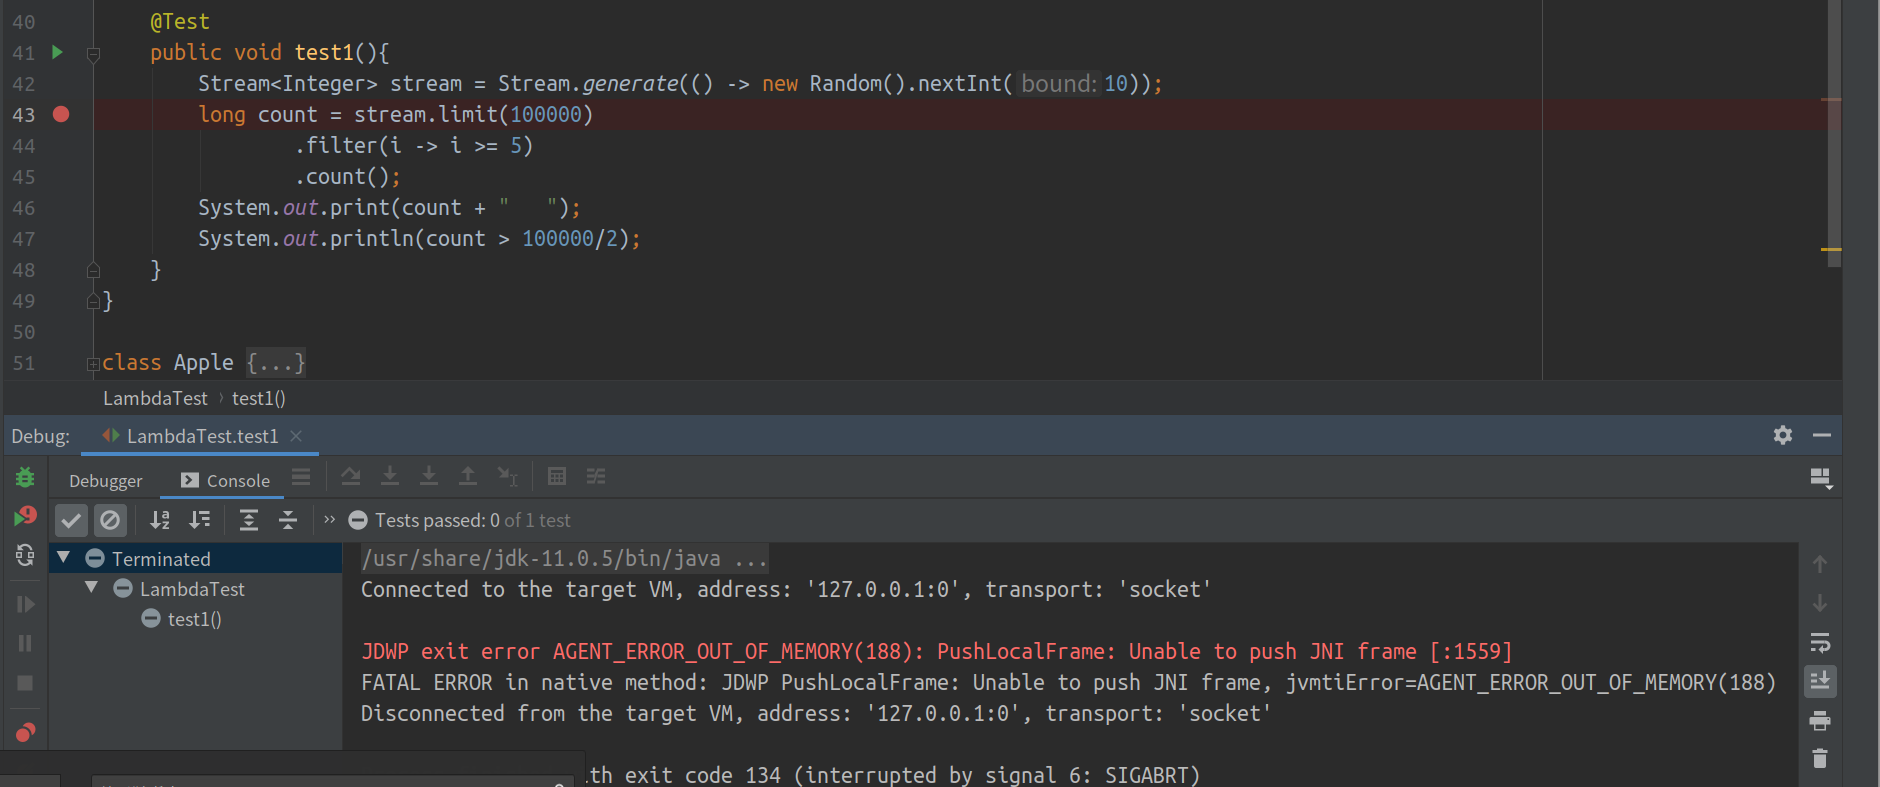 40 @Test
41 public void test1(){
42 Stream<Integer> stream = Stream.generate(() -> new Random().nextInt( bound: 10));
43 long count = stream.limit(100000)
44 .filter(i -> i >= 5)
45 .count();
46 System.out.print(count + "   ");
47 System.out.println(count > 100000/2);
48 }
49 }
50
51 class Apple {...}
LambdaTest › test1()
Debug: LambdaTest.test1
Debugger Console
Tests passed: 0 of 1 test
Terminated
LambdaTest
test1()
/usr/share/jdk-11.0.5/bin/java ...
Connected to the target VM, address: '127.0.0.1:0', transport: 'socket'
JDWP exit error AGENT_ERROR_OUT_OF_MEMORY(188): PushLocalFrame: Unable to push JNI frame [:1559]
FATAL ERROR in native method: JDWP PushLocalFrame: Unable to push JNI frame, jvmtiError=AGENT_ERROR_OUT_OF_MEMORY(188)
Disconnected from the target VM, address: '127.0.0.1:0', transport: 'socket'
th exit code 134 (interrupted by signal 6: SIGABRT)